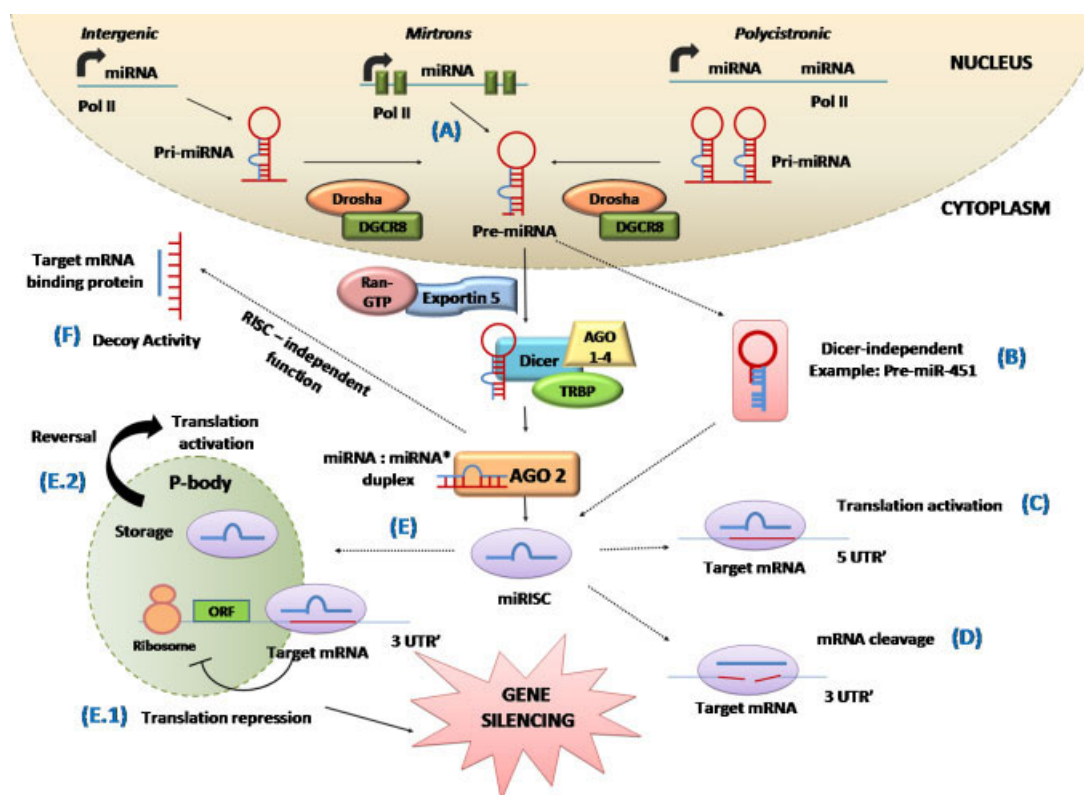 Intergenic
miRNA
Pol II
Mirtrons
miRNA
Pol II
Polycistronic
miRNA miRNA
Pol II
NUCLEUS
(A)
Pri-miRNA
Pri-miRNA
Drosha
DGCR8
Pre-miRNA
Drosha
DGCR8
CYTOPLASM
Target mRNA
binding protein
(F)
Decoy Activity
RISC – independent
function
Ran-
GTP
Exportin 5
Dicer
AGO
1-4
TRBP
Dicer-independent
Example: Pre-miR-451
(B)
Reversal
Translation
activation
(E.2)
P-body
Storage
miRNA : miRNA*
duplex
AGO 2
(E)
miRISC
Translation activation
(C)
Target mRNA
5 UTR'
Ribosome
ORF
Target mRNA
3 UTR'
mRNA cleavage
(D)
Target mRNA
3 UTR'
(E.1)
Translation repression
GENE
SILENCING